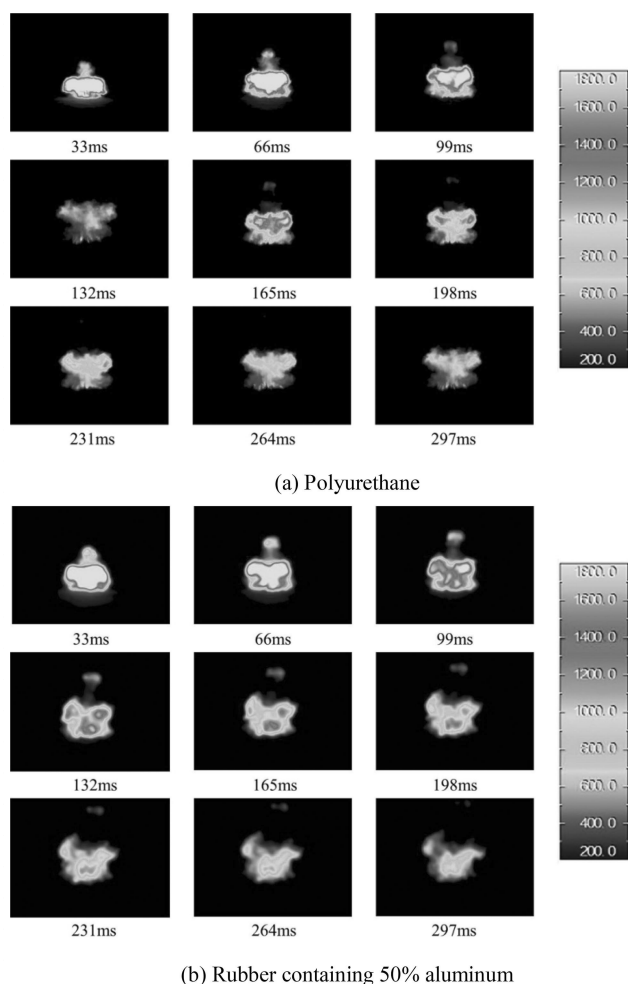 33ms 66ms 99ms
132ms 165ms 198ms
231ms 264ms 297ms
1800.0
1600.0
1400.0
1200.0
1000.0
800.0
600.0
400.0
200.0
(a) Polyurethane
33ms 66ms 99ms
132ms 165ms 198ms
231ms 264ms 297ms
1800.0
1600.0
1400.0
1200.0
1000.0
800.0
600.0
400.0
200.0
(b) Rubber containing 50% aluminum